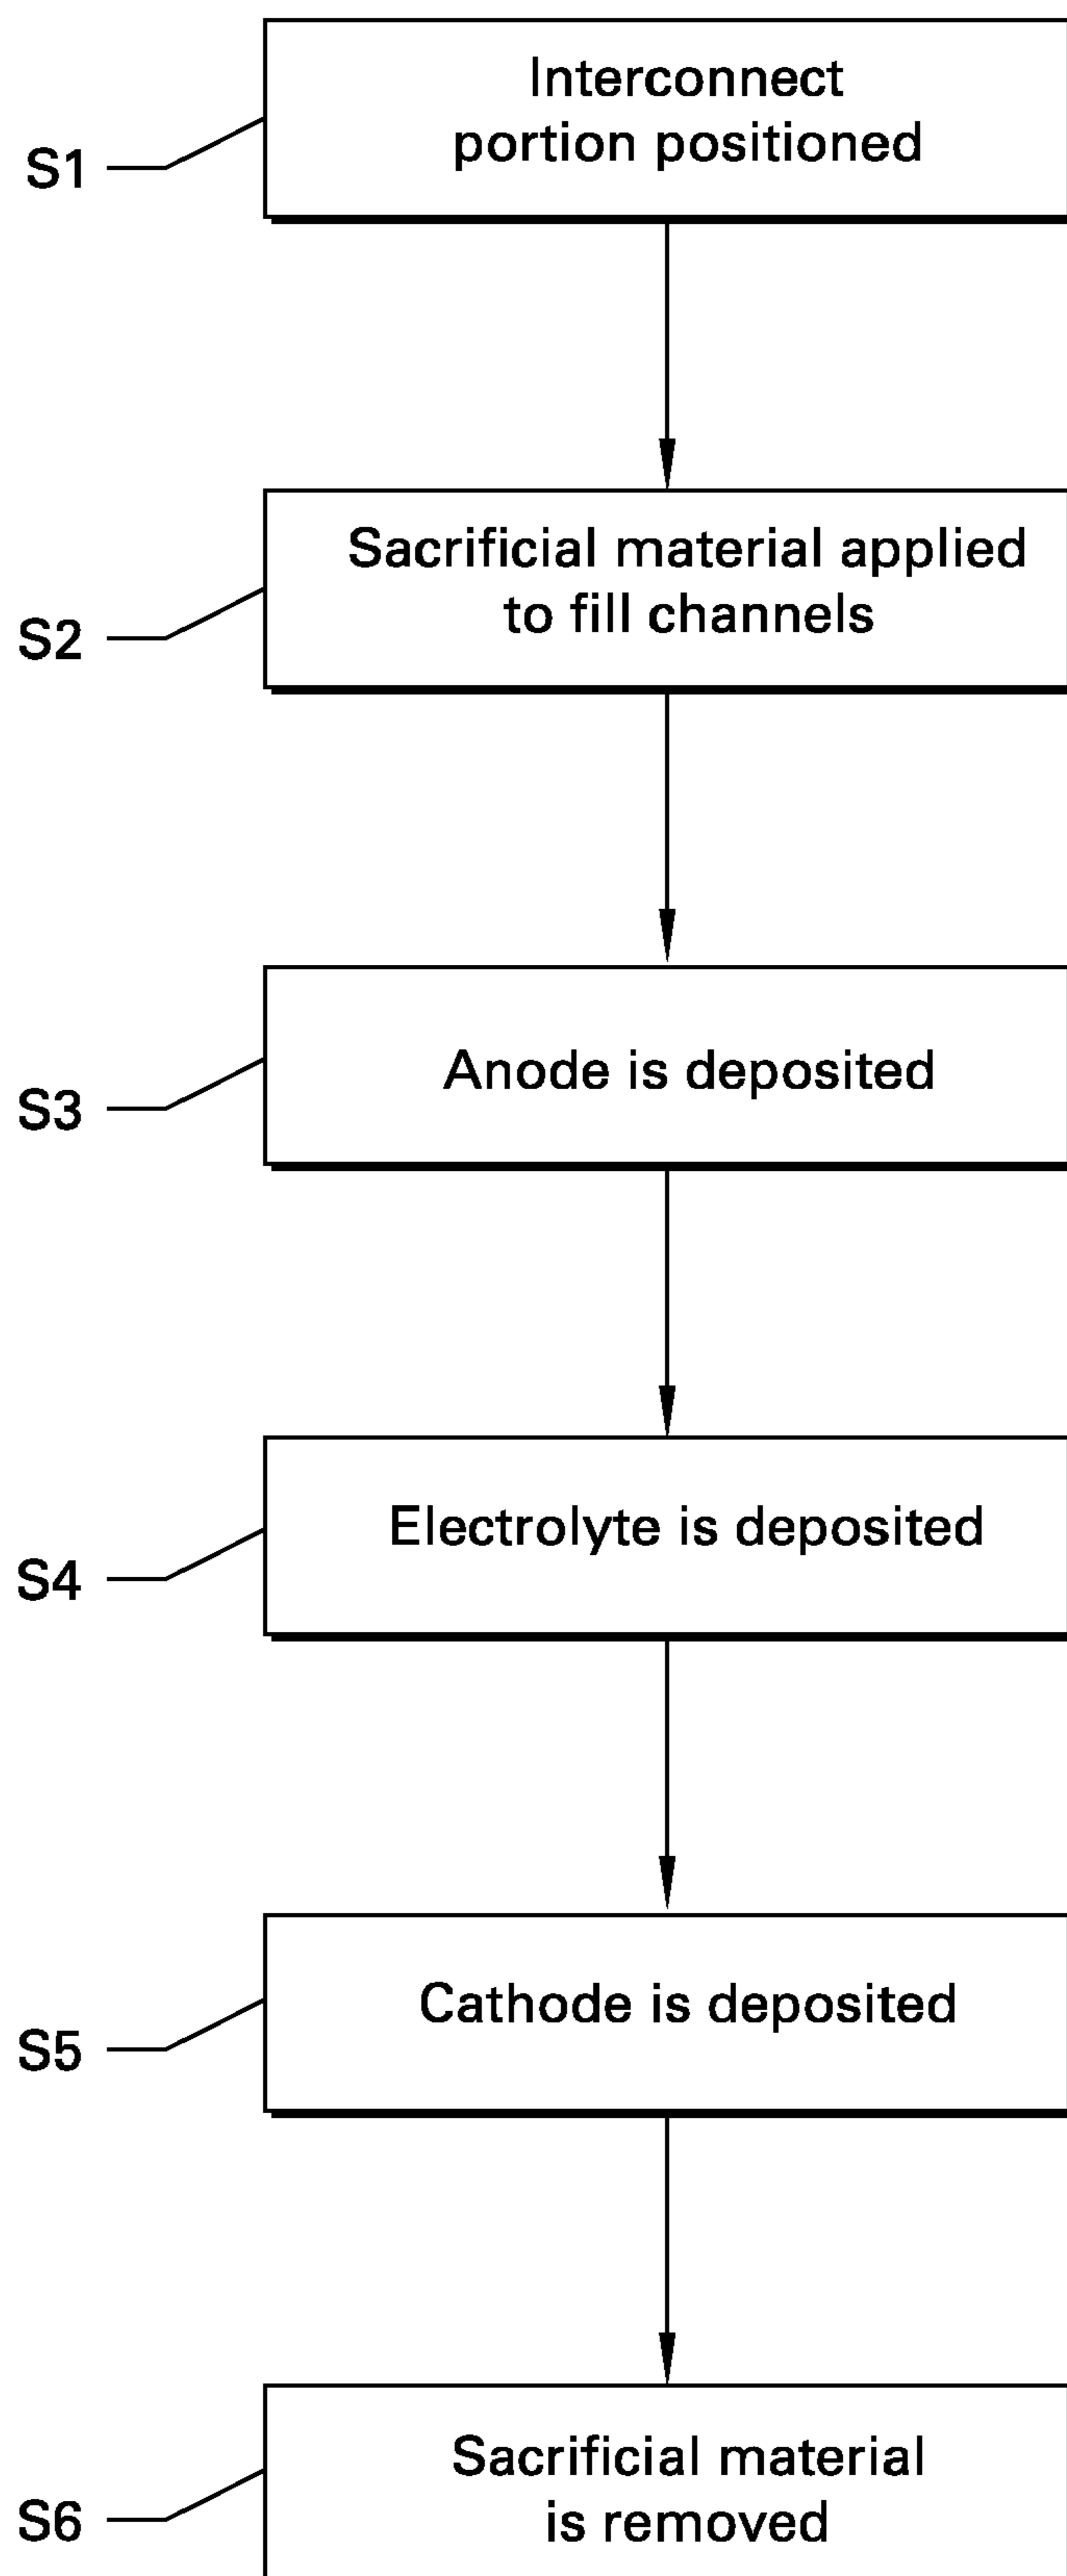 Interconnect
portion positioned
S1
Sacrificial material applied
to fill channels
S2
Anode is deposited
S3
Electrolyte is deposited
S4
Cathode is deposited
S5
Sacrificial material
is removed
S6